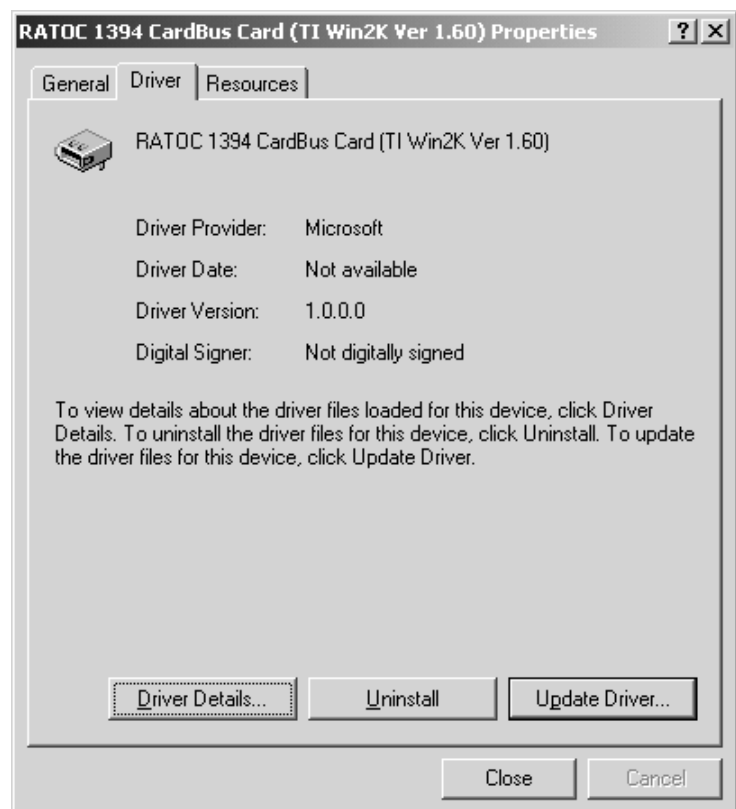 RATOC 1394 CardBus Card (TI Win2K Ver 1.60) Properties
General Driver Resources
RATOC 1394 CardBus Card (TI Win2K Ver 1.60)
Driver Provider: Microsoft
Driver Date: Not available
Driver Version: 1.0.0.0
Digital Signer: Not digitally signed
To view details about the driver files loaded for this device, click Driver
Details. To uninstall the driver files for this device, click Uninstall. To update
the driver files for this device, click Update Driver.
Driver Details... Uninstall Update Driver...
Close Cancel